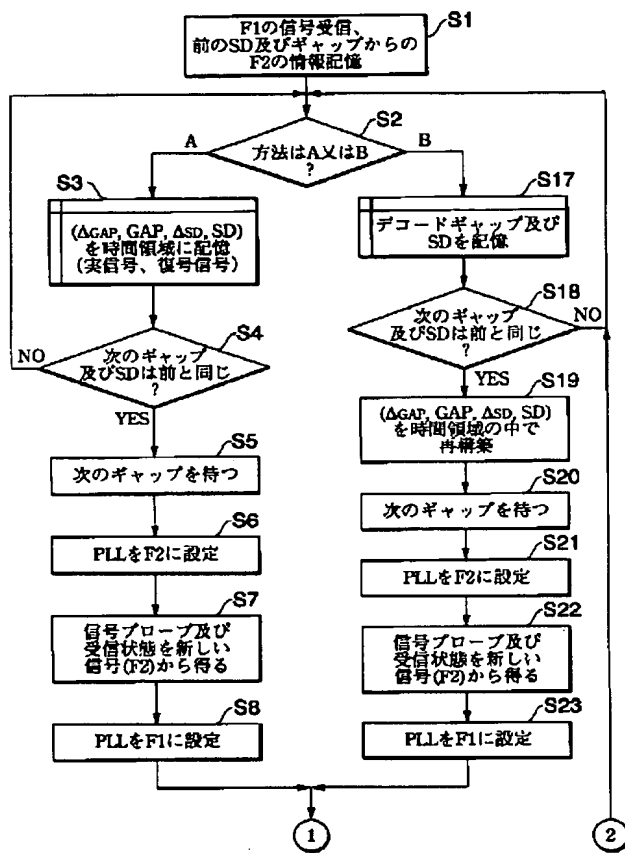 F1の信号受信、
前のSD及びギャップからの
F2の情報記憶
S1
S2
A
方法はA又はB
?
B
S3
(ΔGAP, GAP, ΔSD, SD)
を時間領域に記憶
(実信号、復号信号)
S17
デコードギャップ及び
SDを記憶
S4
NO
次のギャップ
及びSDは前と同じ
?
YES
S18
次のギャップ
及びSDは前と同じ
?
NO
YES
S5
次のギャップを待つ
S19
(ΔGAP, GAP, ΔSD, SD)
を時間領域の中で
再構築
S6
PLLをF2に設定
S20
次のギャップを待つ
S7
信号プローブ及び
受信状態を新しい
信号(F2)から得る
S21
PLLをF2に設定
S8
PLLをF1に設定
S22
信号プローブ及び
受信状態を新しい
信号(F2)から得る
S23
PLLをF1に設定
1
2